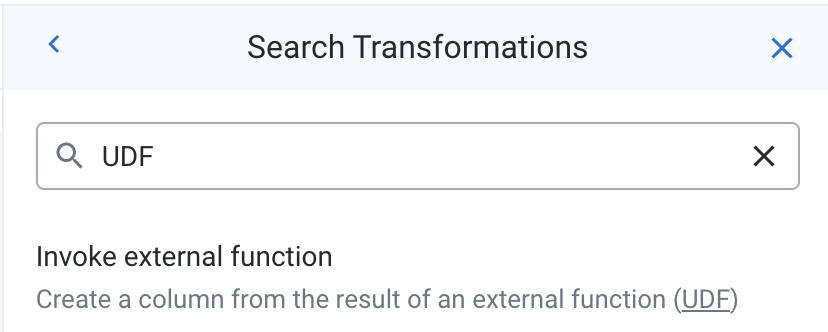 Search Transformations
UDF
Invoke external function
Create a column from the result of an external function (UDF)